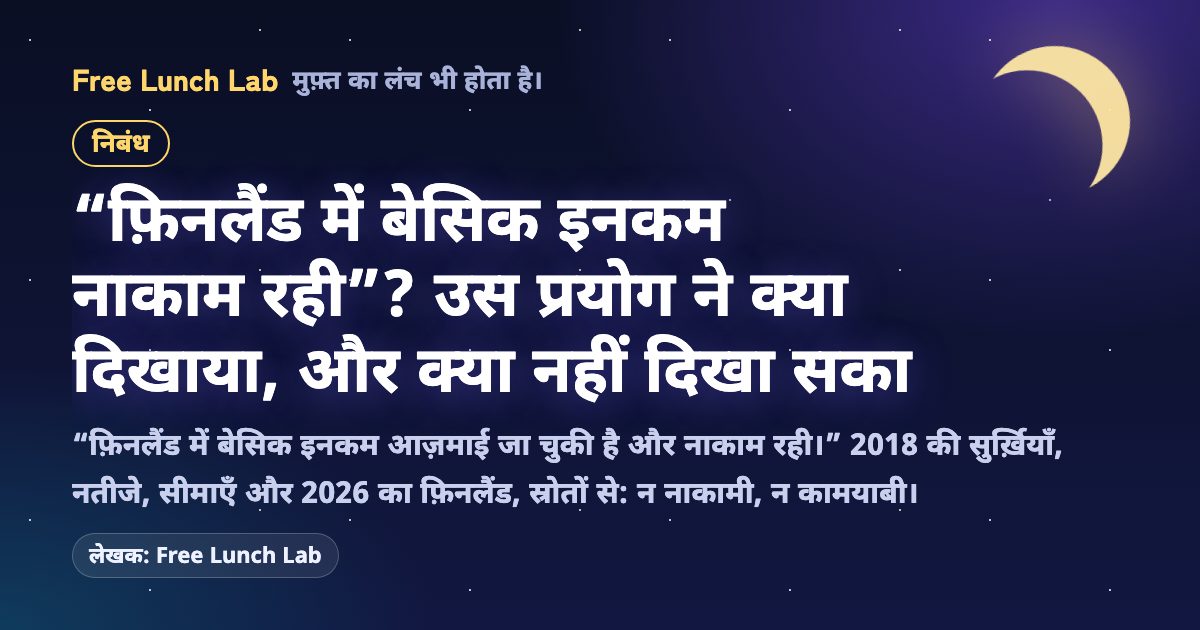 Free Lunch Lab मुफ़्त का लंच भी होता है।
निबंध
“फ़िनलैंड में बेसिक इनकम
नाकाम रही”? उस प्रयोग ने क्या
दिखाया, और क्या नहीं दिखा सका
“फ़िनलैंड में बेसिक इनकम आज़माई जा चुकी है और नाकाम रही।” 2018 की सुर्ख़ियाँ,
नतीजे, सीमाएँ और 2026 का फ़िनलैंड, स्रोतों से: न नाकामी, न कामयाबी।
लेखक: Free Lunch Lab